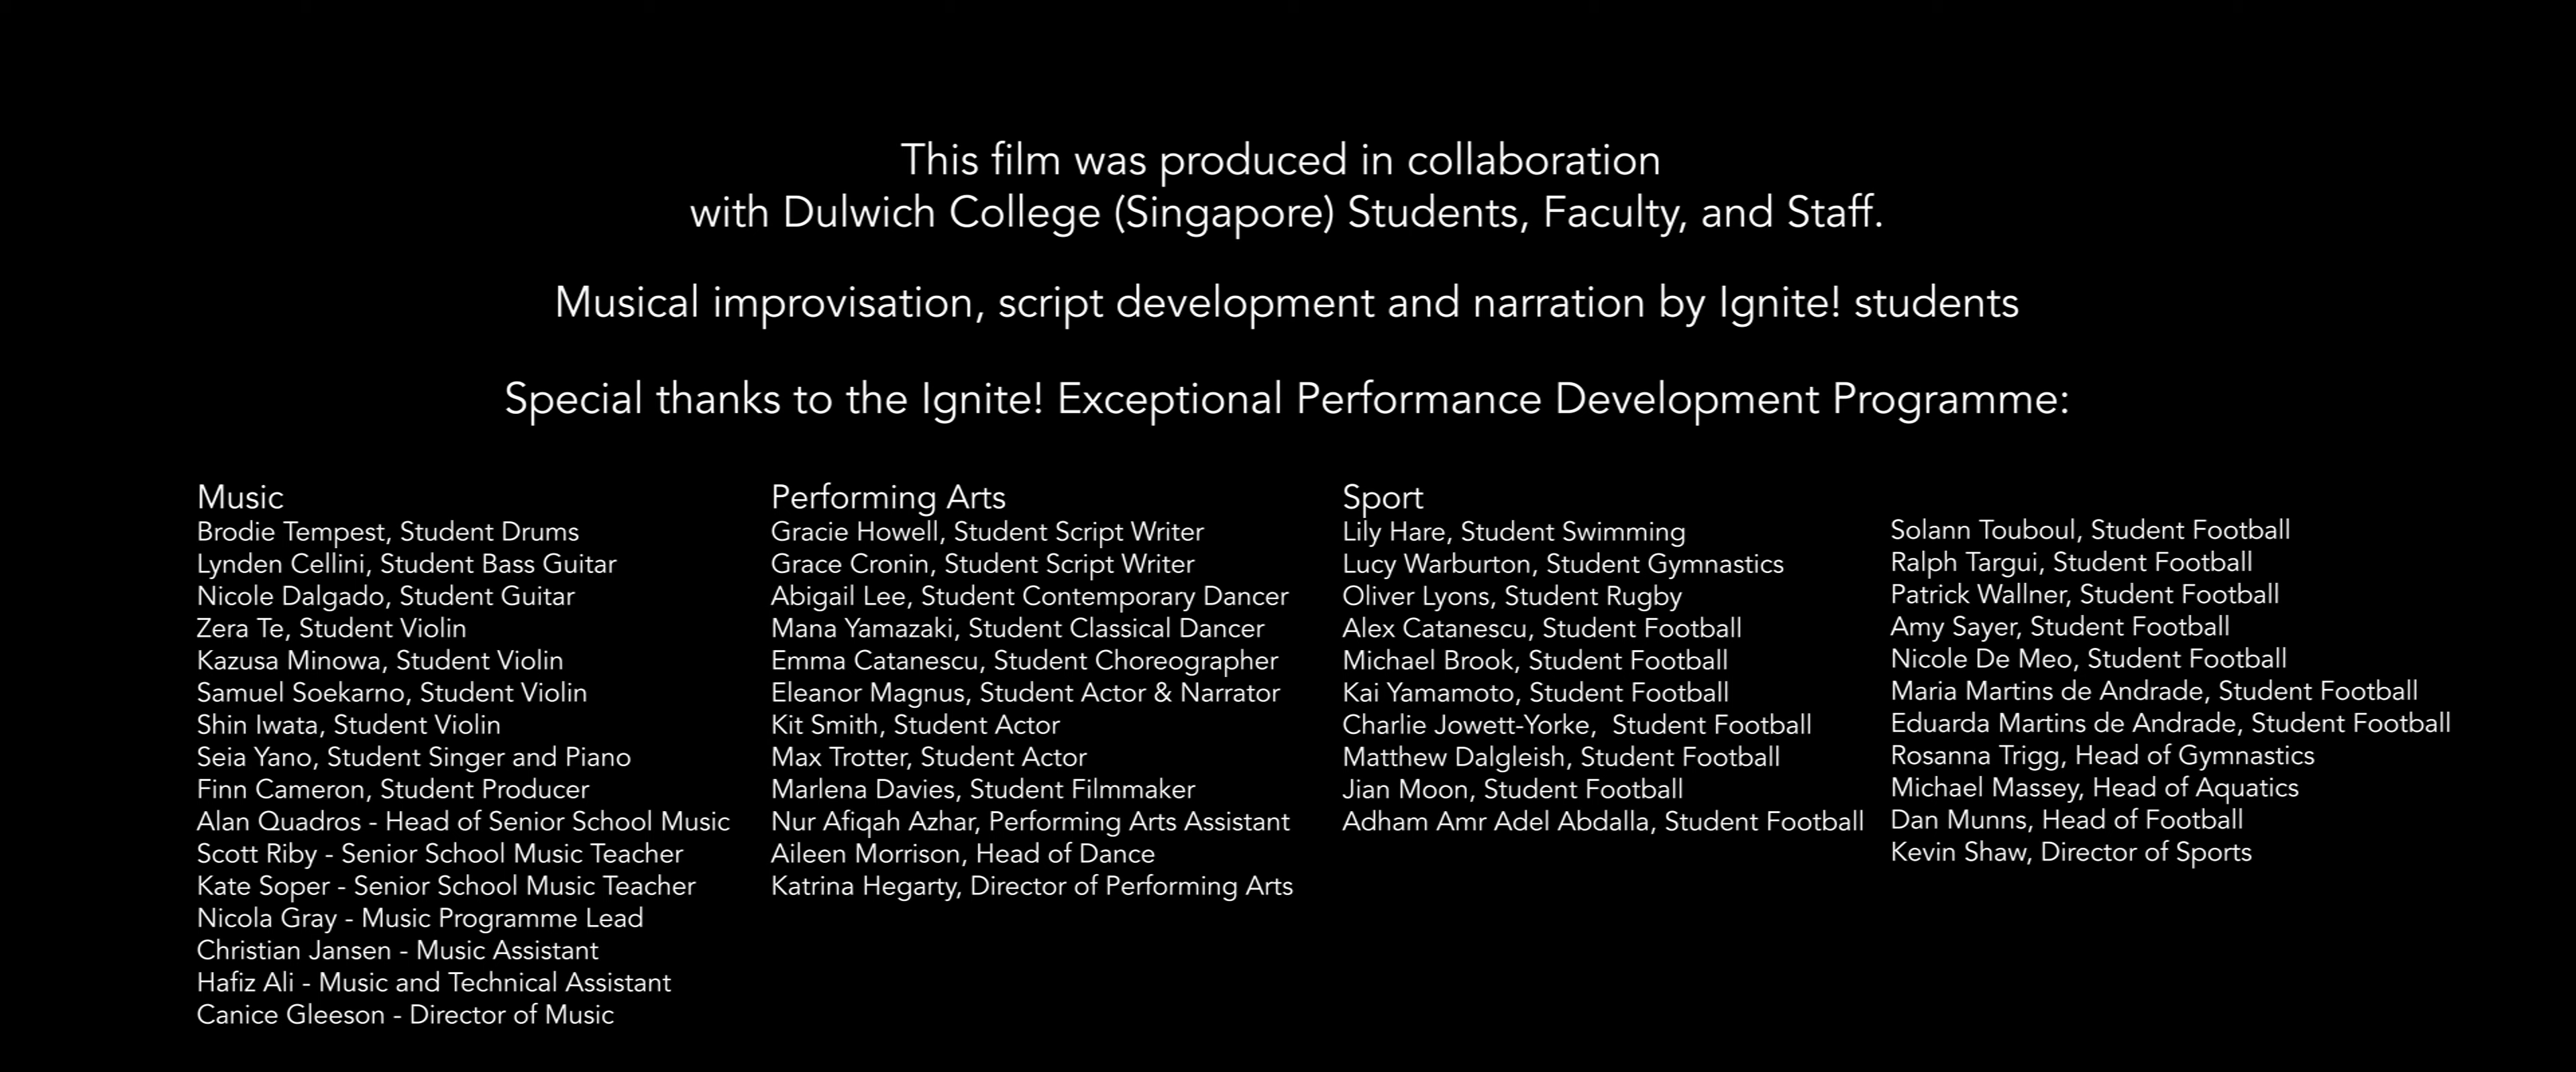 This film was produced in collaboration
with Dulwich College (Singapore) Students, Faculty, and Staff.
Musical improvisation, script development and narration by Ignite! students
Special thanks to the Ignite! Exceptional Performance Development Programme:
Music
Brodie Tempest, Student Drums
Lynden Cellini, Student Bass Guitar
Nicole Dalgado, Student Guitar
Zera Te, Student Violin
Kazusa Minowa, Student Violin
Samuel Soekarno, Student Violin
Shin Iwata, Student Violin
Seia Yano, Student Singer and Piano
Finn Cameron, Student Producer
Alan Quadros - Head of Senior School Music
Scott Riby - Senior School Music Teacher
Kate Soper - Senior School Music Teacher
Nicola Gray - Music Programme Lead
Christian Jansen - Music Assistant
Hafiz Ali - Music and Technical Assistant
Canice Gleeson - Director of Music
Performing Arts
Gracie Howell, Student Script Writer
Grace Cronin, Student Script Writer
Abigail Lee, Student Contemporary Dancer
Mana Yamazaki, Student Classical Dancer
Emma Catanescu, Student Choreographer
Eleanor Magnus, Student Actor & Narrator
Kit Smith, Student Actor
Max Trotter, Student Actor
Marlena Davies, Student Filmmaker
Nur Afiqah Azhar, Performing Arts Assistant
Aileen Morrison, Head of Dance
Katrina Hegarty, Director of Performing Arts
Sport
Lily Hare, Student Swimming
Lucy Warburton, Student Gymnastics
Oliver Lyons, Student Rugby
Alex Catanescu, Student Football
Michael Brook, Student Football
Kai Yamamoto, Student Football
Charlie Jowett-Yorke,  Student Football
Matthew Dalgleish, Student Football
Jian Moon, Student Football
Adham Amr Adel Abdalla, Student Football
Solann Touboul, Student Football
Ralph Targui, Student Football
Patrick Wallner, Student Football
Amy Sayer, Student Football
Nicole De Meo, Student Football
Maria Martins de Andrade, Student Football
Eduarda Martins de Andrade, Student Football
Rosanna Trigg, Head of Gymnastics
Michael Massey, Head of Aquatics
Dan Munns, Head of Football
Kevin Shaw, Director of Sports